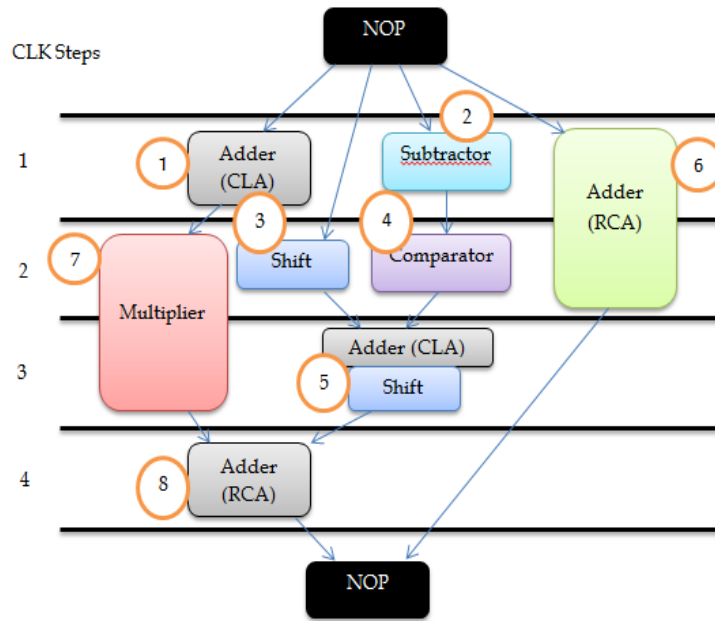 NOP
CLK Steps
2
1
1
Adder
(CLA)
Subtractor
6
Adder
(RCA)
3
4
7
2
Shift
Comparator
Multiplier
Adder (CLA)
3
5
Shift
4
8
Adder
(RCA)
NOP